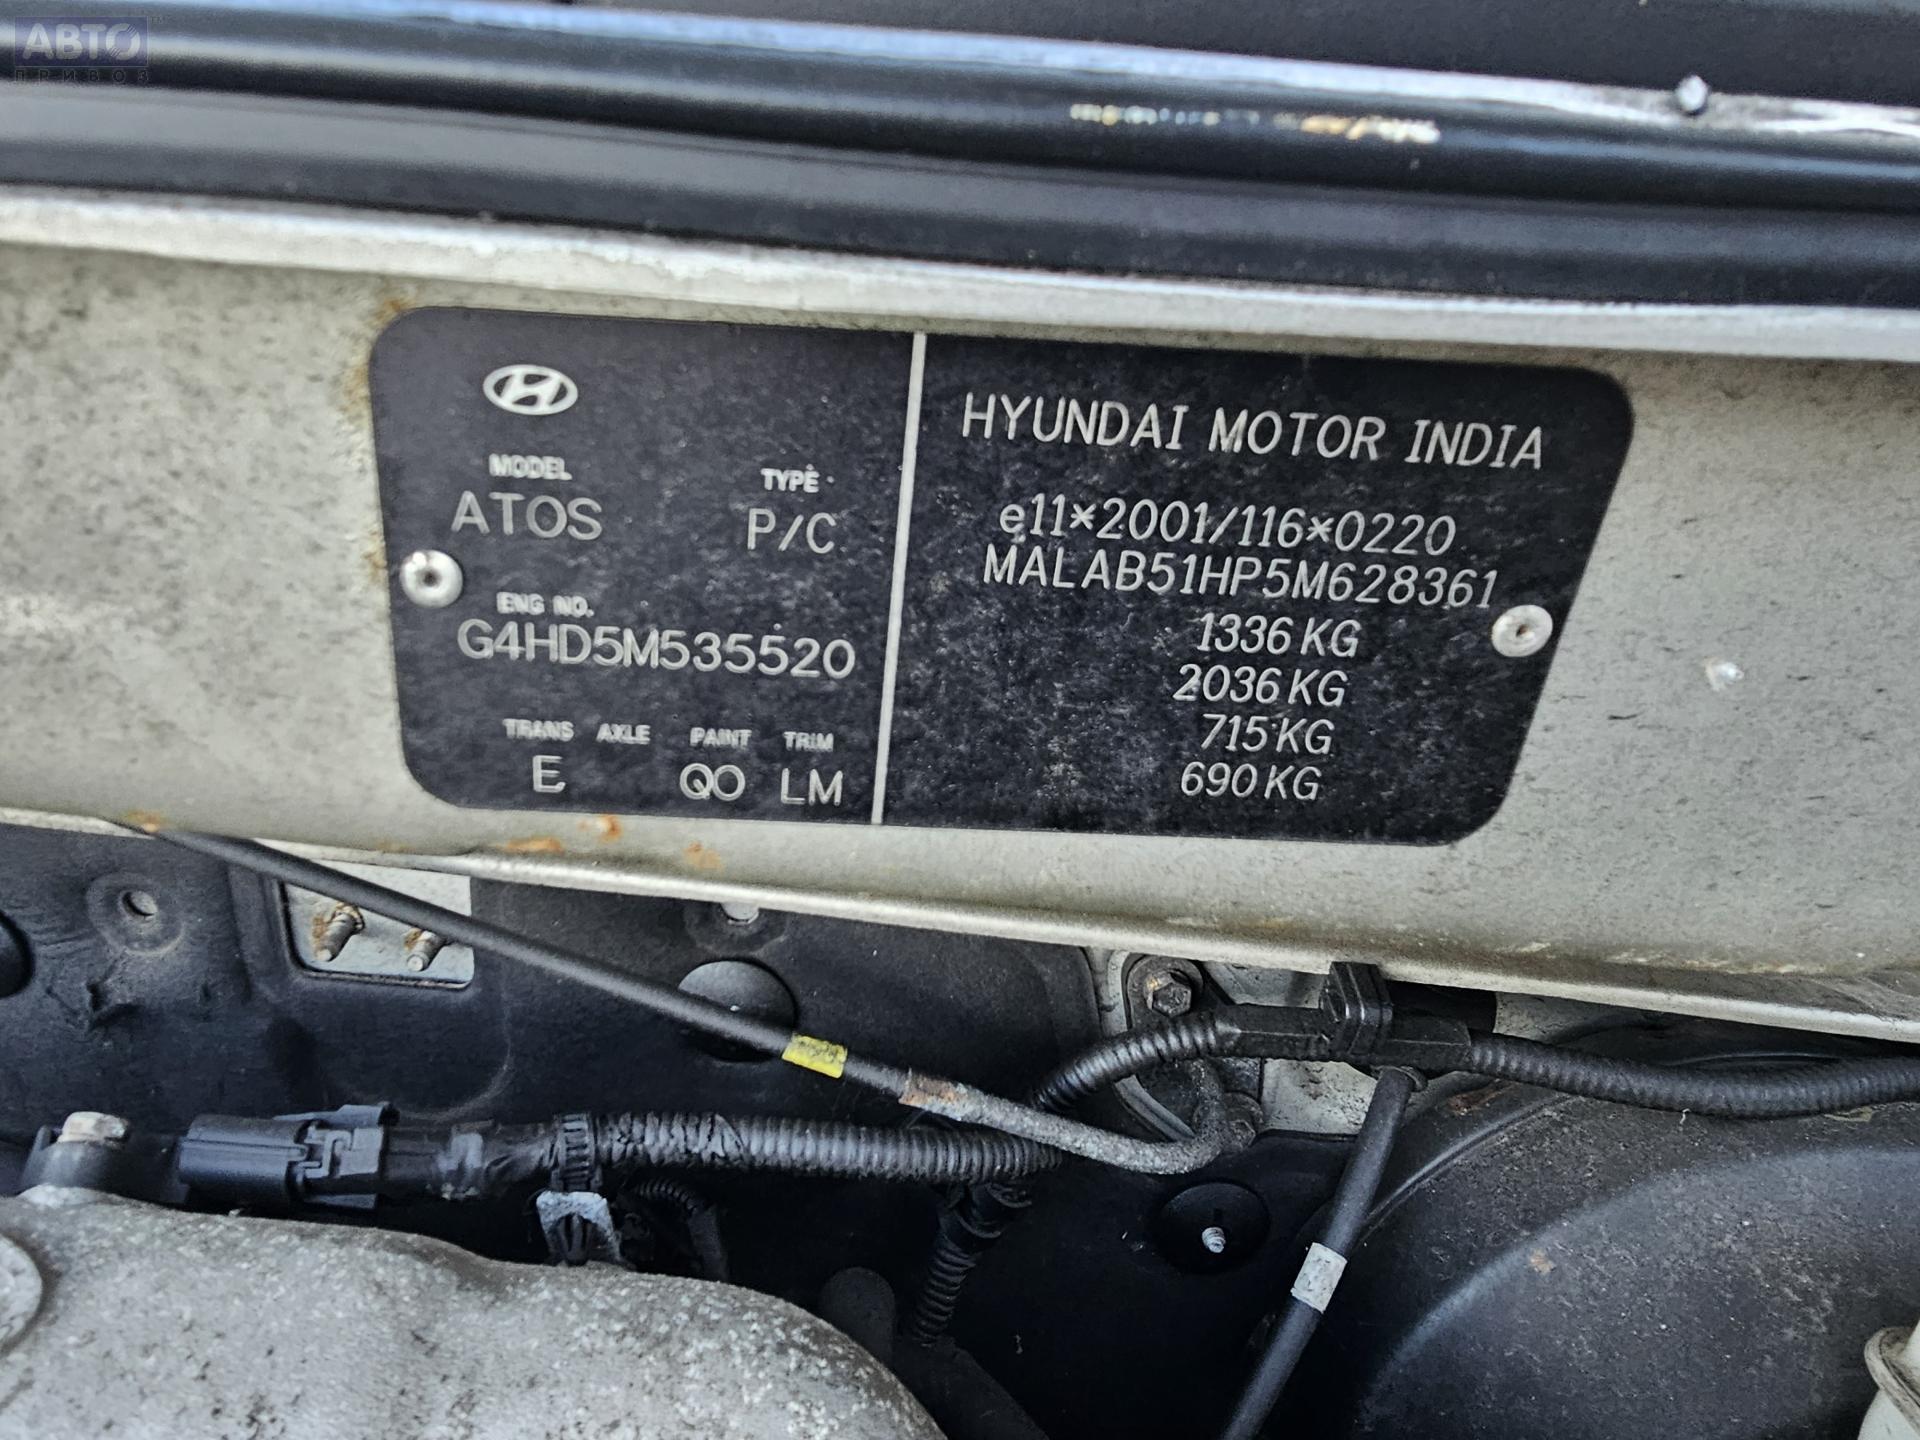 АВТО
ПРИВОЗ
MODEL TYPE
ATOS P/C
ENG NO.
G4HD5M535520
TRANS AXLE PAINT TRIM
E QO LM
HYUNDAI MOTOR INDIA
e11*2001/116*0220
MALAB51HP5M628361
1336 KG
2036 KG
715 KG
690 KG